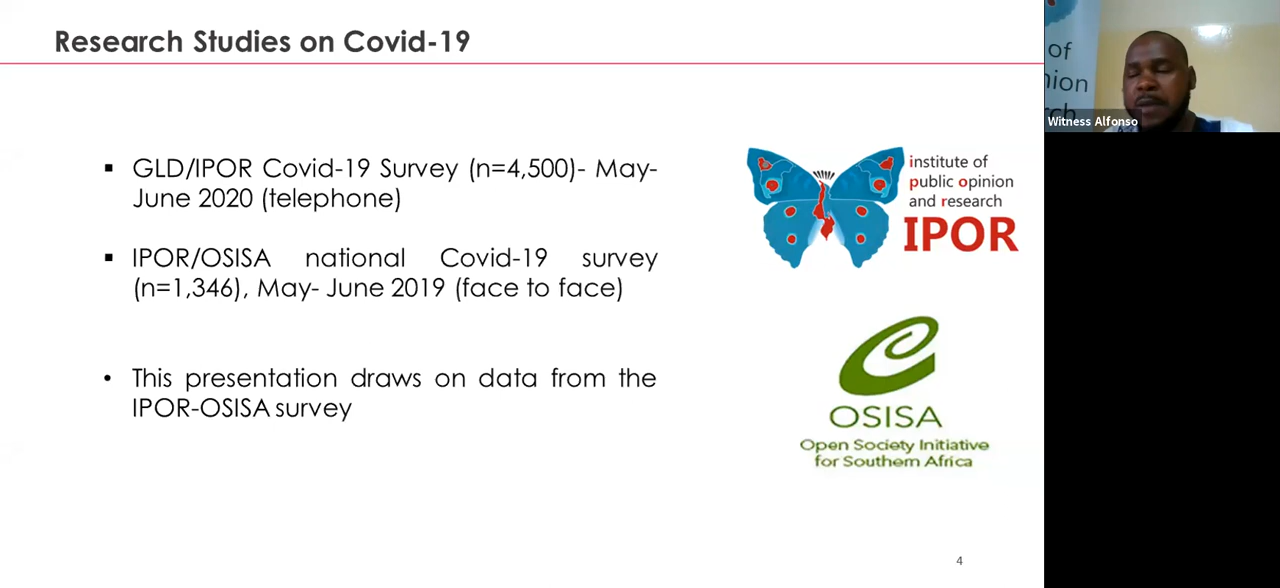 Research Studies on Covid-19
▪ GLD/IPOR Covid-19 Survey (n=4,500)- May-
June 2020 (telephone)
▪ IPOR/OSISA national Covid-19 survey
(n=1,346), May- June 2019 (face to face)
• This presentation draws on data from the
IPOR-OSISA survey
institute of
public opinion
and research
IPOR
OSISA
Open Society Initiative
for Southern Africa
4
of
nion
rch
Witness Alfonso